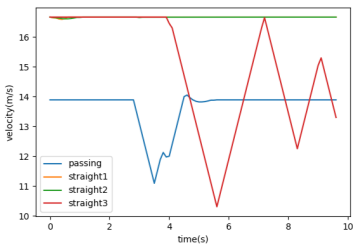 velocity(m/s)
16
15
14
13
12
11
10
passing
straight1
straight2
straight3
0
2
4
6
8
10
time(s)